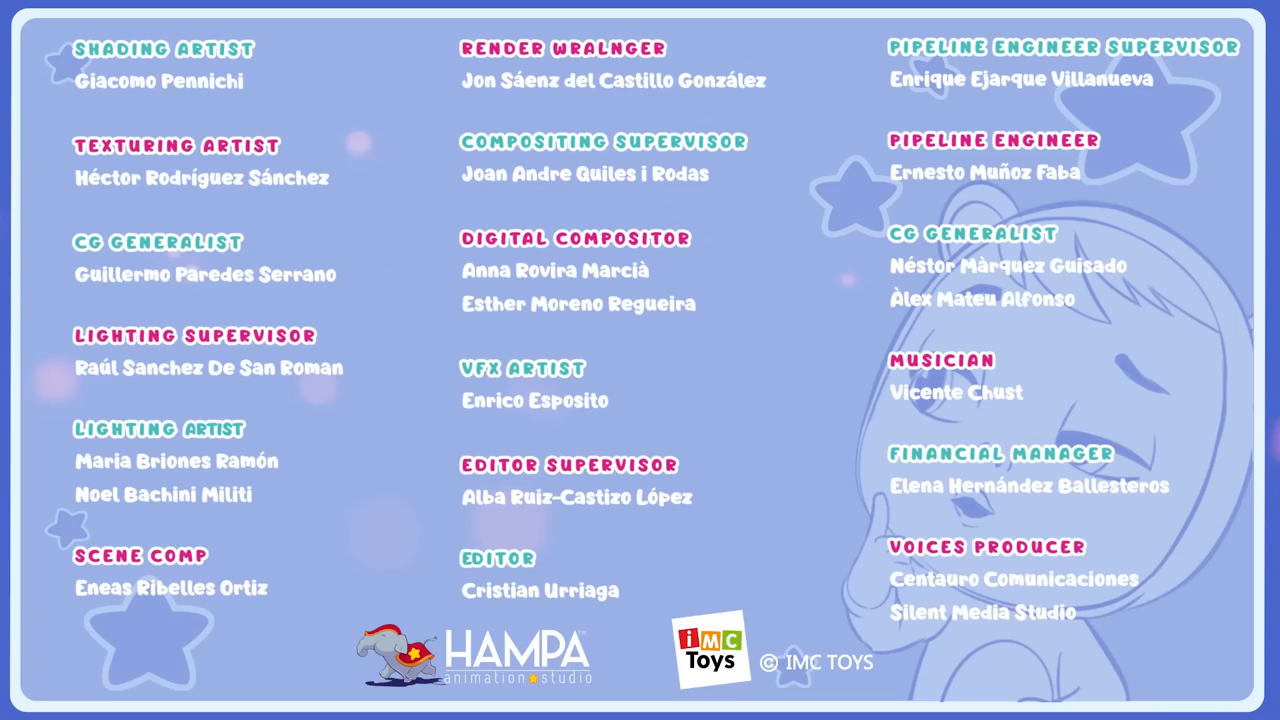 SHADING ARTIST
Giacomo Pennichi
TEXTURING ARTIST
Héctor Rodríguez Sánchez
CG GENERALIST
Guillermo Paredes Serrano
LIGHTING SUPERVISOR
Raúl Sanchez De San Roman
LIGHTING ARTIST
Maria Briones Ramón
Noel Bachini Militi
SCENE COMP
Eneas Ribelles Ortiz
RENDER WRALNGER
Jon Sáenz del Castillo González
COMPOSITING SUPERVISOR
Joan Andre Quiles i Rodas
DIGITAL COMPOSITOR
Anna Rovira Marcià
Esther Moreno Regueira
VFX ARTIST
Enrico Esposito
EDITOR SUPERVISOR
Alba Ruiz-Castizo López
EDITOR
Cristian Urriaga
PIPELINE ENGINEER SUPERVISOR
Enrique Ejarque Villanueva
PIPELINE ENGINEER
Ernesto Muñoz Faba
CG GENERALIST
Néstor Màrquez Guisado
Àlex Mateu Alfonso
MUSICIAN
Vicente Chust
FINANCIAL MANAGER
Elena Hernández Ballesteros
VOICES PRODUCER
Centauro Comunicaciones
Silent Media Studio
HAMPA™
animation studio
iMC
Toys
© IMC TOYS